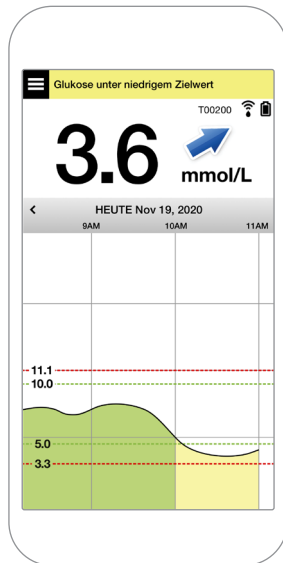 Glukose unter niedrigem Zielwert
T00200
3.6
mmol/L
< HEUTE Nov 19, 2020
9AM 10AM 11AM
11.1
10.0
5.0
3.3